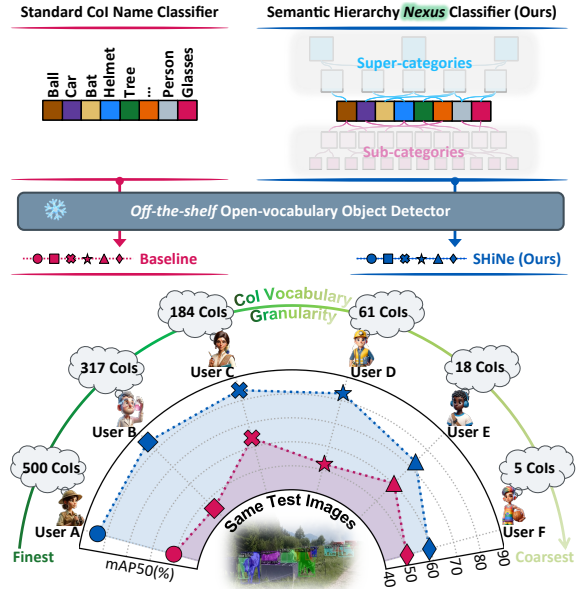 Standard CoI Name Classifier
Semantic Hierarchy Nexus Classifier (Ours)
Ball
Car
Bat
Helmet
Tree
...
Person
Glasses
Super-categories
Sub-categories
Off-the-shelf Open-vocabulary Object Detector
Baseline
SHiNe (Ours)
CoI Vocabulary
Granularity
184 CoIs
61 CoIs
317 CoIs
18 CoIs
500 CoIs
5 CoIs
User C
User D
User B
User E
User A
User F
Same Test Images
Finest
mAP50(%)
40
50
60
70
80
90
Coarsest